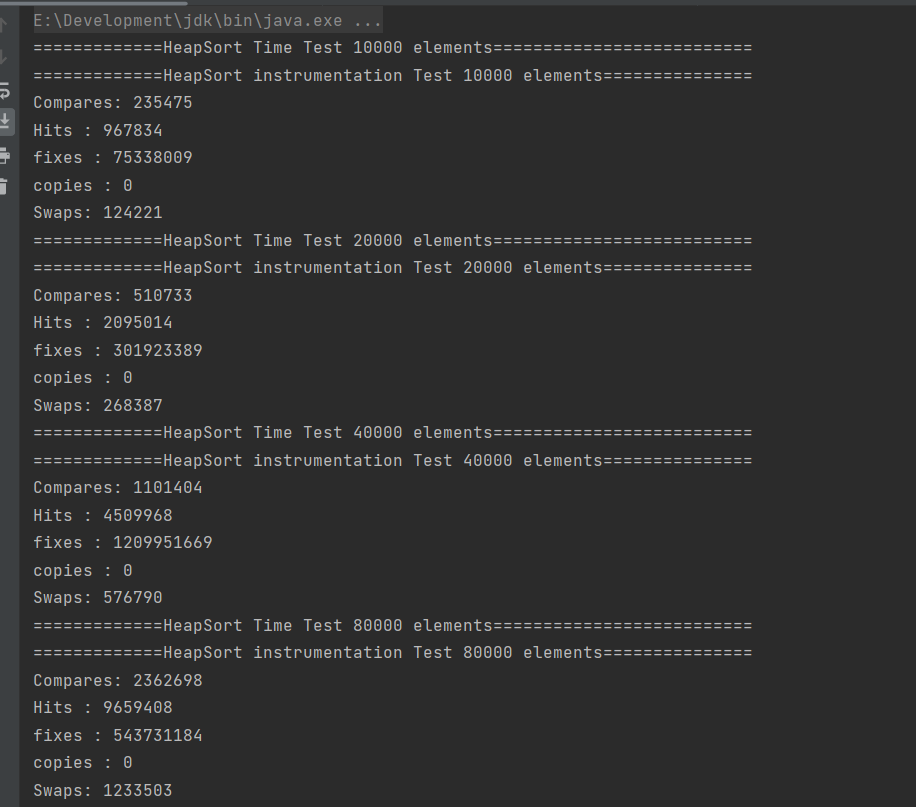 E:\Development\jdk\bin\java.exe ...
=============HeapSort Time Test 10000 elements==========================
=============HeapSort instrumentation Test 10000 elements===============
Compares: 235475
Hits : 967834
fixes : 75338009
copies : 0
Swaps: 124221
=============HeapSort Time Test 20000 elements==========================
=============HeapSort instrumentation Test 20000 elements===============
Compares: 510733
Hits : 2095014
fixes : 301923389
copies : 0
Swaps: 268387
=============HeapSort Time Test 40000 elements==========================
=============HeapSort instrumentation Test 40000 elements===============
Compares: 1101404
Hits : 4509968
fixes : 1209951669
copies : 0
Swaps: 576790
=============HeapSort Time Test 80000 elements==========================
=============HeapSort instrumentation Test 80000 elements===============
Compares: 2362698
Hits : 9659408
fixes : 543731184
copies : 0
Swaps: 1233503